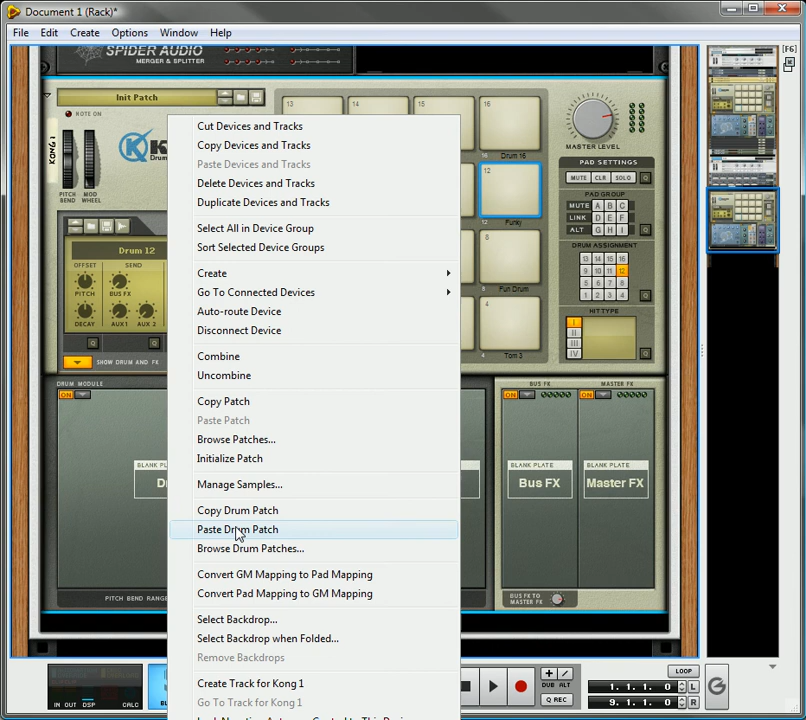 Document 1 (Rack)*
File Edit Create Options Window Help
[F6]
SPIDER AUDIO
MERGER & SPLITTER
Init Patch
NOTE ON
KONG 1
PITCH BEND
MOD WHEEL
13 14 15 16
16 Drum 16
12
12 Funky
8
8 Fun Drum
4
4 Tom 3
MASTER LEVEL
PAD SETTINGS
MUTE CLR SOLO Q
PAD GROUP
MUTE A B C
LINK D E F Q
ALT G H I
DRUM ASSIGNMENT
13 14 15 16
9 10 11 12
5 6 7 8
1 2 3 4 Q
HIT TYPE
I
II
III
IV
Q
Drum 12
OFFSET SEND
PITCH BUS FX
DECAY AUX 1 AUX 2
Q Q
SHOW DRUM AND FX
DRUM MODULE
ON
BUS FX MASTER FX
ON ON
BLANK PLATE
BLANK PLATE BLANK PLATE
Bus FX Master FX
PITCH BEND RANGE
BUS FX TO MASTER FX
Cut Devices and Tracks
Copy Devices and Tracks
Paste Devices and Tracks
Delete Devices and Tracks
Duplicate Devices and Tracks
Select All in Device Group
Sort Selected Device Groups
Create
Go To Connected Devices
Auto-route Device
Disconnect Device
Combine
Uncombine
Copy Patch
Paste Patch
Browse Patches...
Initialize Patch
Manage Samples...
Copy Drum Patch
Paste Drum Patch
Browse Drum Patches...
Convert GM Mapping to Pad Mapping
Convert Pad Mapping to GM Mapping
Select Backdrop...
Select Backdrop when Folded...
Remove Backdrops
Create Track for Kong 1
Go To Track for Kong 1
IN OUT DSP CALC
DUB ALT
Q REC
LOOP
1. 1. 1. 0 L
9. 1. 1. 0 R